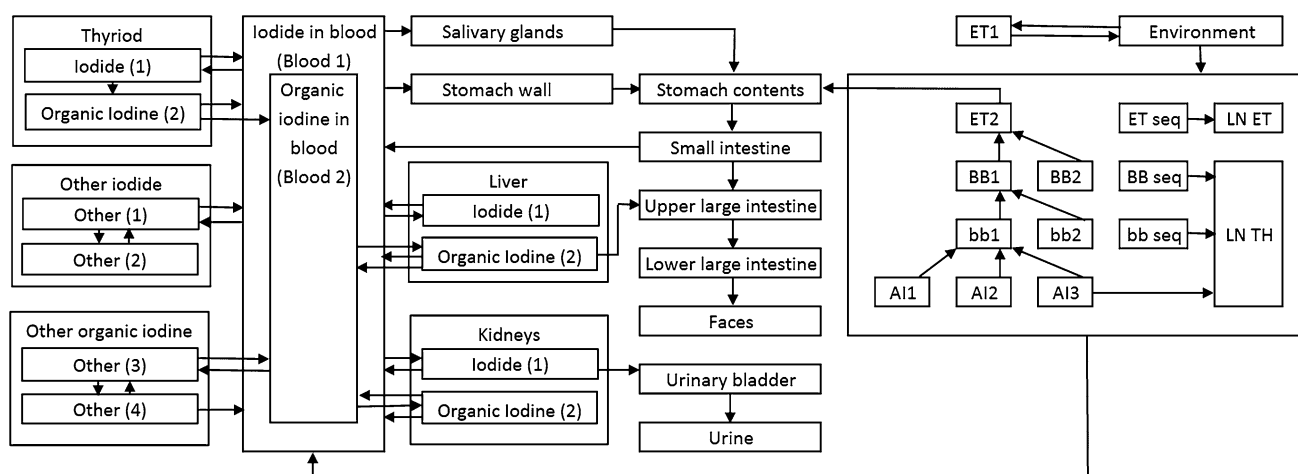 Thyriod
Iodide (1)
Organic Iodine (2)
Other iodide
Other (1)
Other (2)
Other organic iodine
Other (3)
Other (4)
Iodide in blood
(Blood 1)
Organic
iodine in
blood
(Blood 2)
Salivary glands
Stomach wall
Liver
Iodide (1)
Organic Iodine (2)
Kidneys
Iodide (1)
Organic Iodine (2)
Stomach contents
Small intestine
Upper large intestine
Lower large intestine
Faces
Urinary bladder
Urine
ET1
Environment
ET2
ET seq
LN ET
BB1
BB2
BB seq
bb1
bb2
bb seq
LN TH
AI1
AI2
AI3